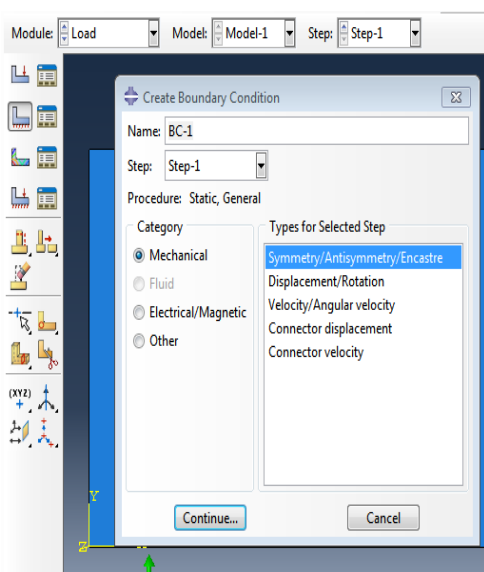 Module: Load Model: Model-1 Step: Step-1
Create Boundary Condition
Name: BC-1
Step: Step-1
Procedure: Static, General
Category
Mechanical
Fluid
Electrical/Magnetic
Other
Types for Selected Step
Symmetry/Antisymmetry/Encastre
Displacement/Rotation
Velocity/Angular velocity
Connector displacement
Connector velocity
(XYZ)
Y
Continue... Cancel
Z